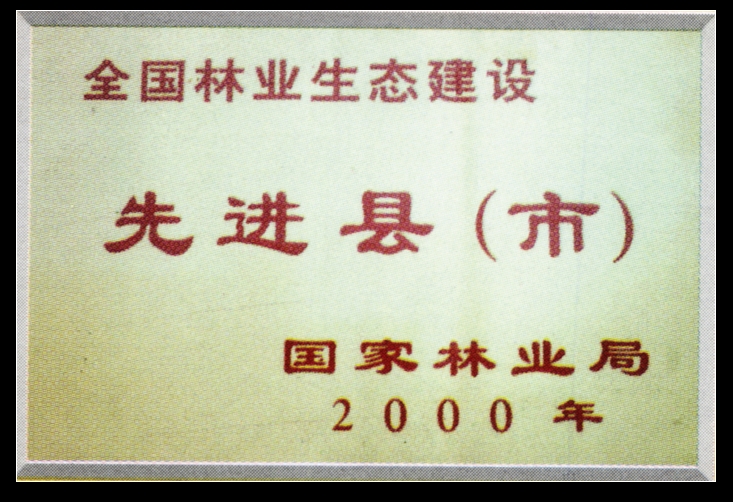 全国林业生态建设
先进县(市)
国家林业局
2000年